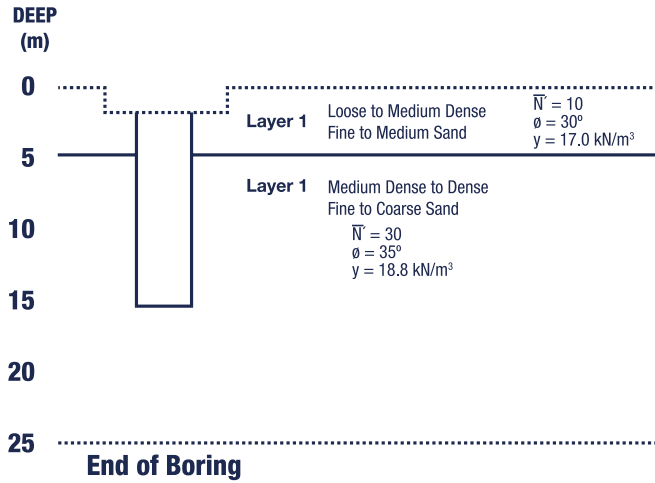 DEEP
(m)
0
Layer 1
Loose to Medium Dense
Fine to Medium Sand
N̅′ = 10
ø = 30º
y = 17.0 kN/m³
5
Layer 1
Medium Dense to Dense
Fine to Coarse Sand
N̅′ = 30
ø = 35º
y = 18.8 kN/m³
10
15
20
25
End of Boring